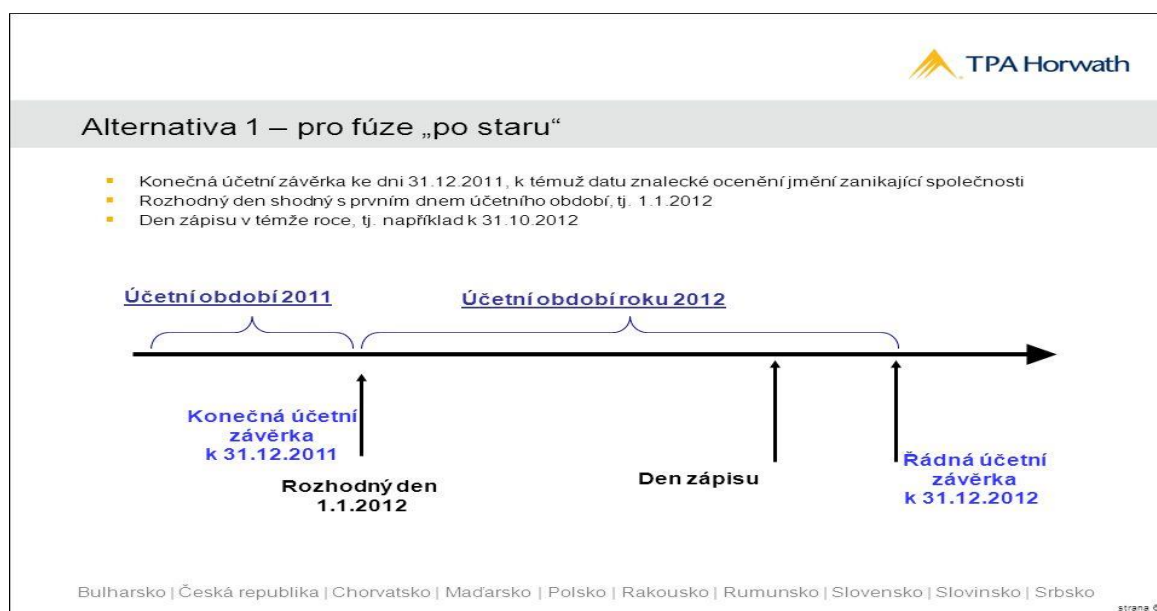 TPA Horwath
Alternativa 1 – pro fúze „po staru“
Konečná účetní závěrka ke dni 31.12.2011, k témuž datu znalecké ocenění jmění zanikající společnosti
Rozhodný den shodný s prvním dnem účetního období, tj. 1.1.2012
Den zápisu v témže roce, tj. například k 31.10.2012
Účetní období 2011
Účetní období roku 2012
Konečná účetní
závěrka
k 31.12.2011
Rozhodný den
1.1.2012
Den zápisu
Řádná účetní
závěrka
k 31.12.2012
Bulharsko | Česká republika | Chorvatsko | Maďarsko | Polsko | Rakousko | Rumunsko | Slovensko | Slovinsko | Srbsko
strana